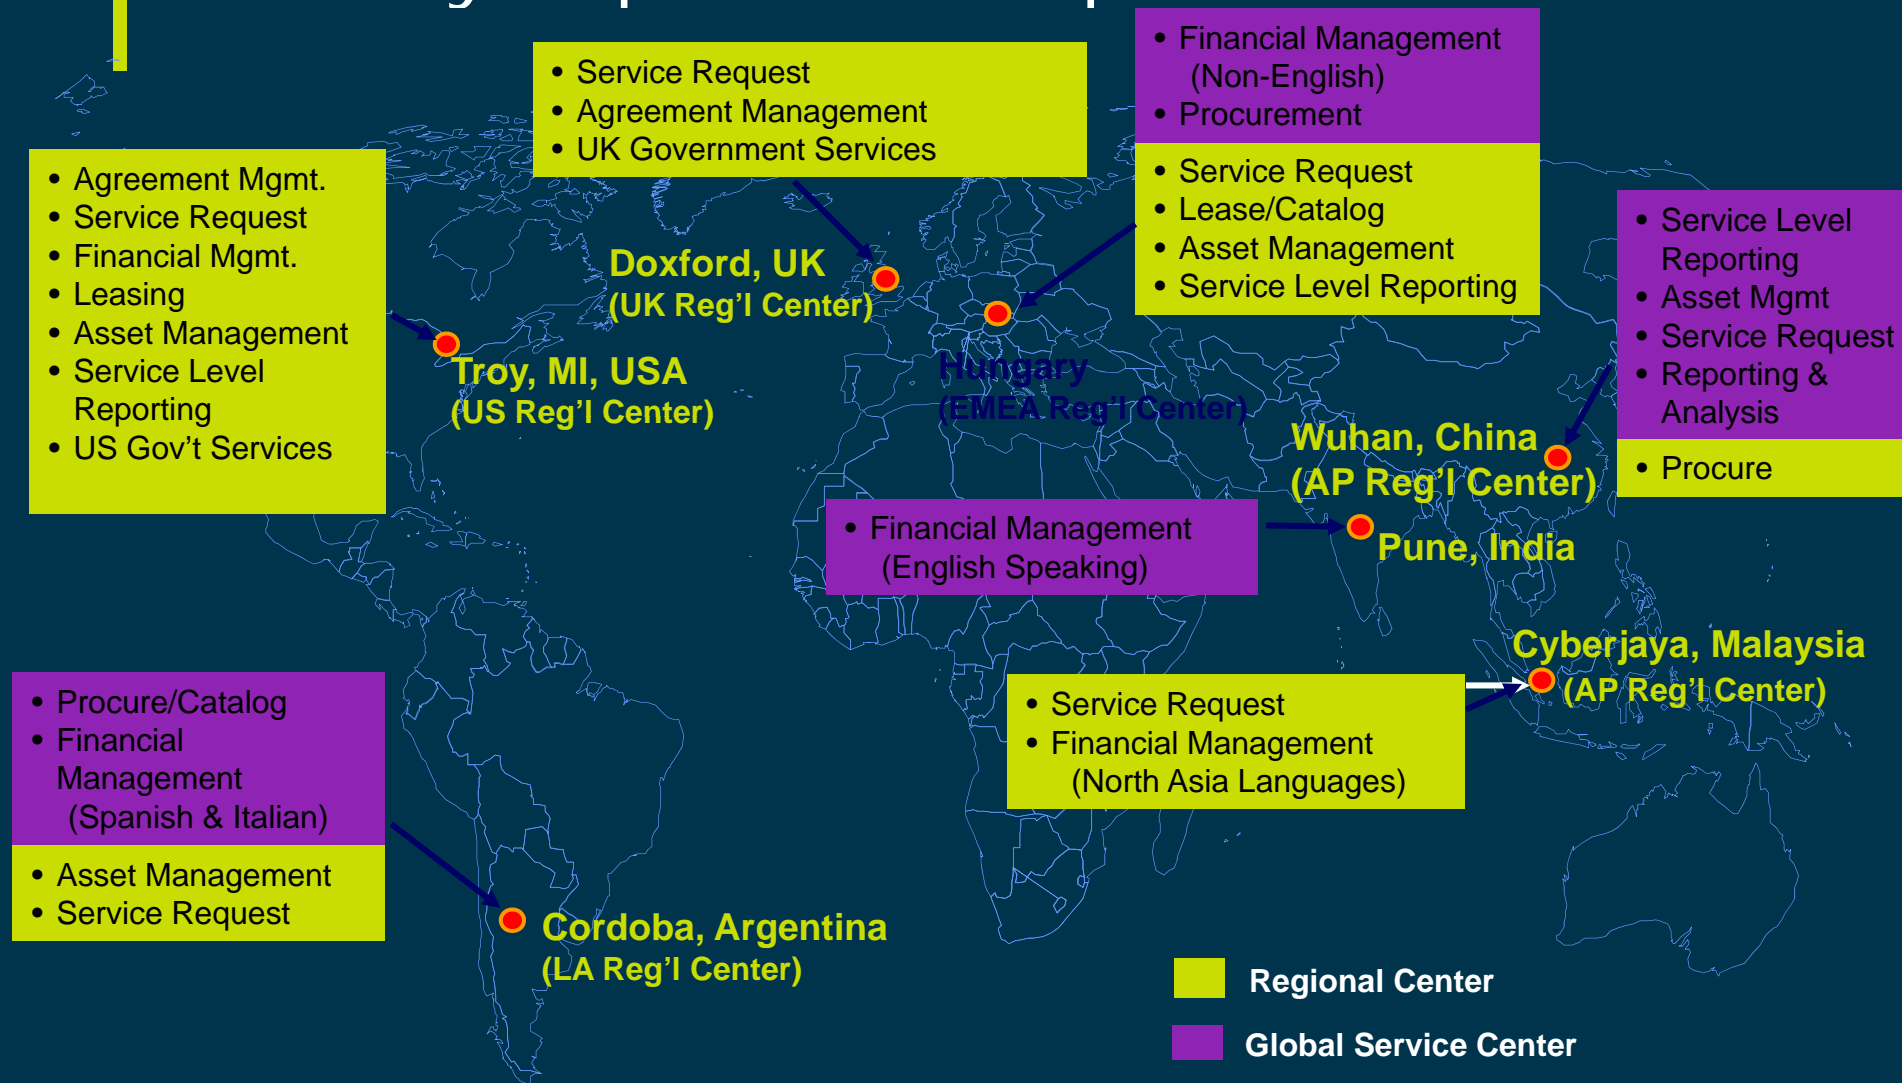 • Service Request
• Agreement Management
• UK Government Services
• Financial Management
(Non-English)
• Procurement
• Service Request
• Lease/Catalog
• Asset Management
• Service Level Reporting
• Agreement Mgmt.
• Service Request
• Financial Mgmt.
• Leasing
• Asset Management
• Service Level
Reporting
• US Gov't Services
• Service Level
Reporting
• Asset Mgmt
• Service Request
• Reporting &
Analysis
• Procure
Doxford, UK
(UK Reg'l Center)
Troy, MI, USA
(US Reg'l Center)
Hungary
(EMEA Reg'l Center)
Wuhan, China
(AP Reg'l Center)
• Financial Management
(English Speaking)
Pune, India
Cyberjaya, Malaysia
(AP Reg'l Center)
• Service Request
• Financial Management
(North Asia Languages)
• Procure/Catalog
• Financial
Management
(Spanish & Italian)
• Asset Management
• Service Request
Cordoba, Argentina
(LA Reg'l Center)
Regional Center
Global Service Center